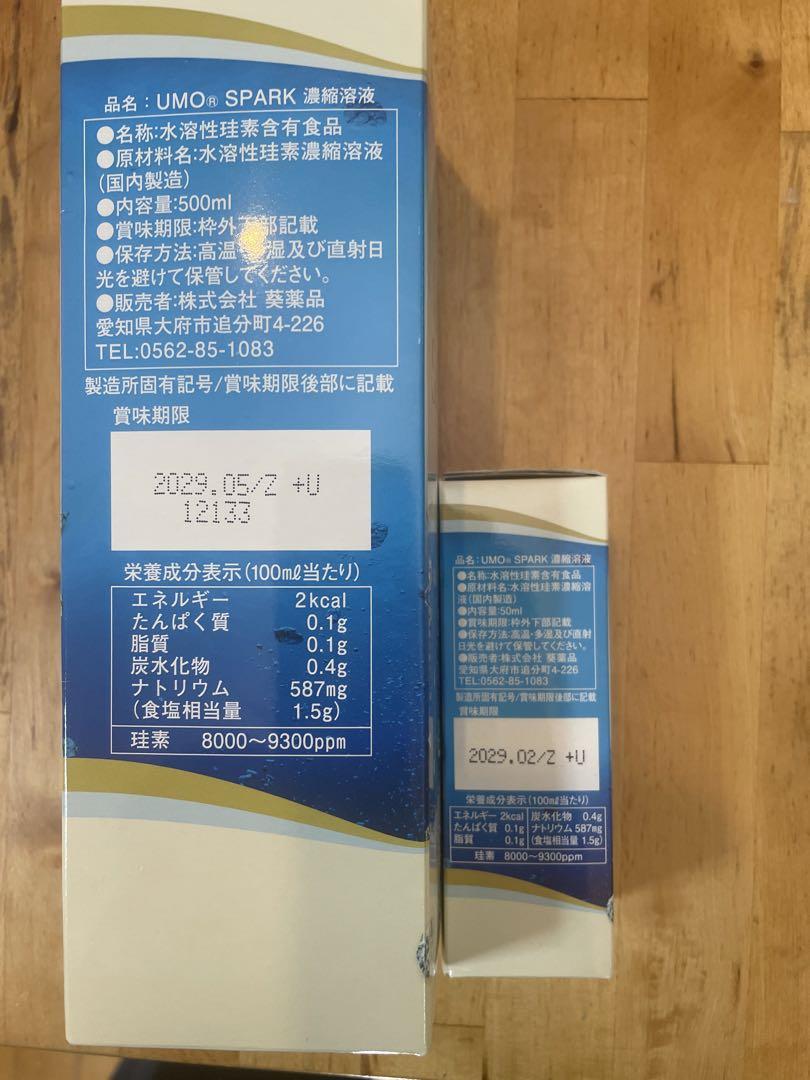 品名：UMO® SPARK 濃縮溶液
●名称:水溶性珪素含有食品
●原材料名:水溶性珪素濃縮溶液
(国内製造)
●内容量:500ml
●賞味期限:枠外下部記載
●保存方法:高温・多湿及び直射日
光を避けて保管してください。
●販売者:株式会社 葵薬品
愛知県大府市追分町4-226
TEL:0562-85-1083
製造所固有記号/賞味期限後部に記載
賞味期限
2029.05/Z +U
12133
栄養成分表示(100mℓ当たり)
エネルギー 2kcal
たんぱく質 0.1g
脂質 0.1g
炭水化物 0.4g
ナトリウム 587mg
(食塩相当量 1.5g)
珪素 8000〜9300ppm
品名：UMO® SPARK 濃縮溶液
●名称:水溶性珪素含有食品
●原材料名:水溶性珪素濃縮溶
液(国内製造)
●内容量:50ml
●賞味期限:枠外下部記載
●保存方法:高温・多湿及び直射
日光を避けて保管してください。
●販売者:株式会社 葵薬品
愛知県大府市追分町4-226
TEL:0562-85-1083
製造所固有記号/賞味期限後部に記載
賞味期限
2029.02/Z +U
栄養成分表示(100mℓ当たり)
エネルギー 2kcal 炭水化物 0.4g
たんぱく質 0.1g ナトリウム 587mg
脂質 0.1g (食塩相当量 1.5g)
珪素 8000〜9300ppm